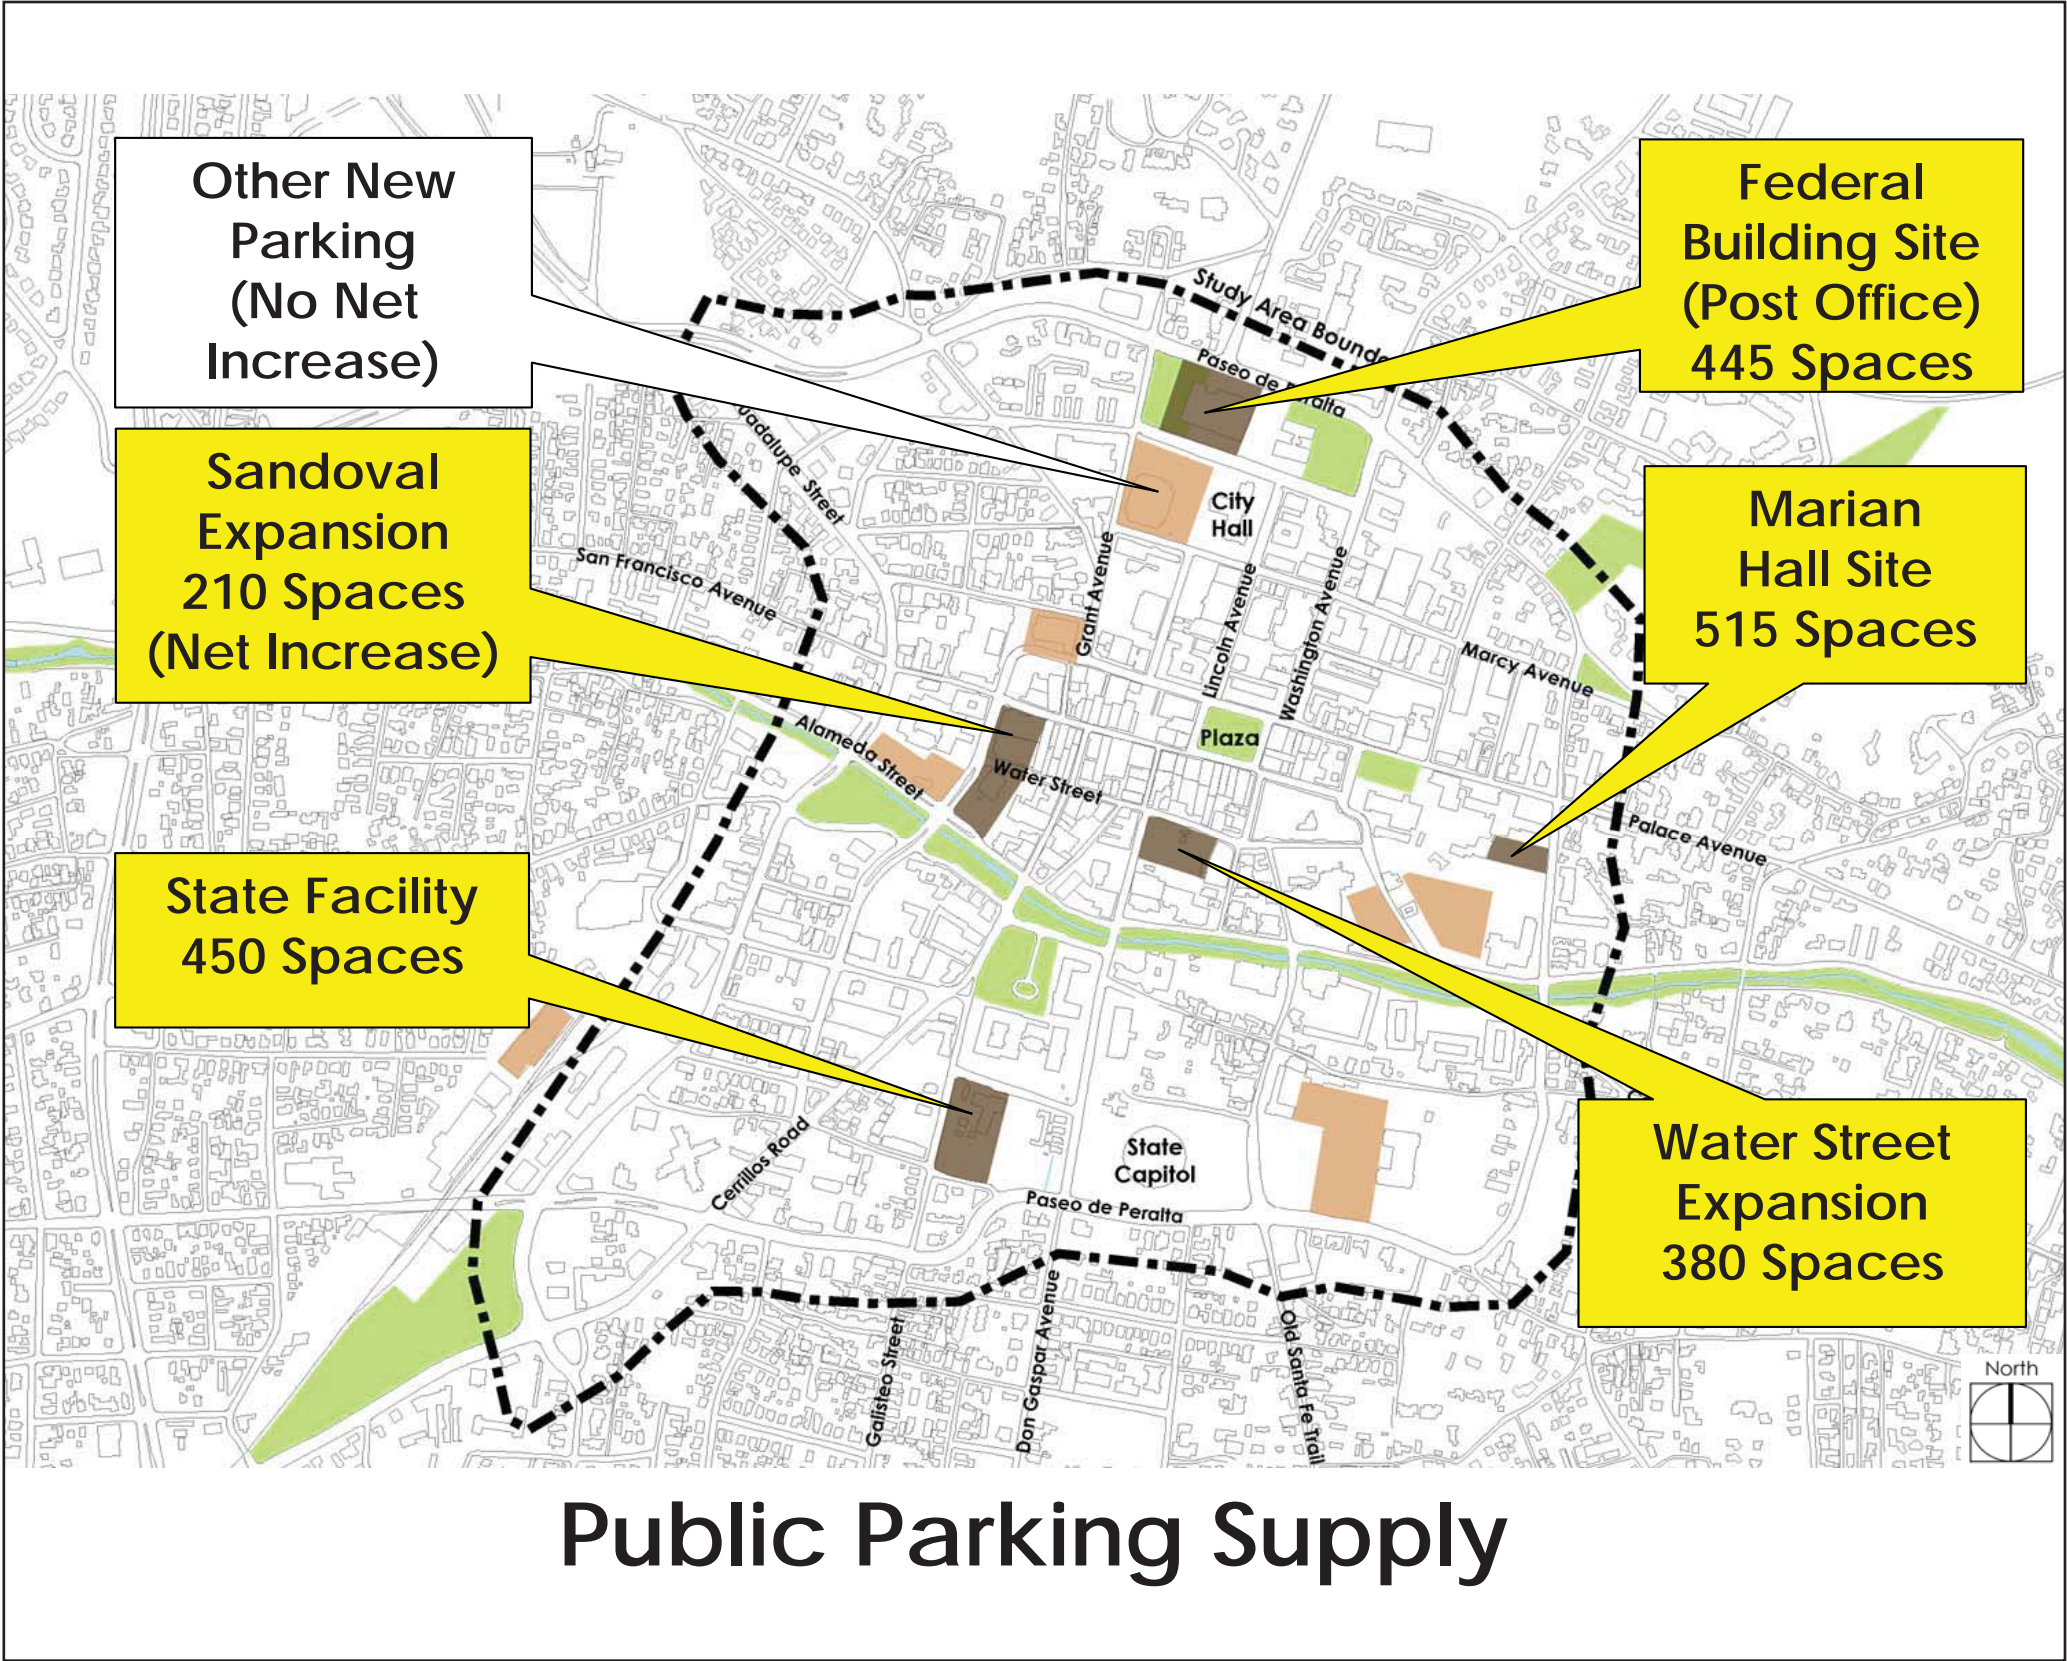 Other New
Parking
(No Net
Increase)
Federal
Building Site
(Post Office)
445 Spaces
Sandoval
Expansion
210 Spaces
(Net Increase)
Marian
Hall Site
515 Spaces
State Facility
450 Spaces
Water Street
Expansion
380 Spaces
Study Area Bounda
Paseo de Peralta
uadalupe Street
City
Hall
San Francisco Avenue
Grant Avenue
Lincoln Avenue
Washington Avenue
Marcy Avenue
Plaza
Alameda Street
Water Street
Palace Avenue
Cerrillos Road
State
Capitol
Paseo de Peralta
Galisteo Street
Don Gaspar Avenue
Old Santa Fe Trail
North
Public Parking Supply